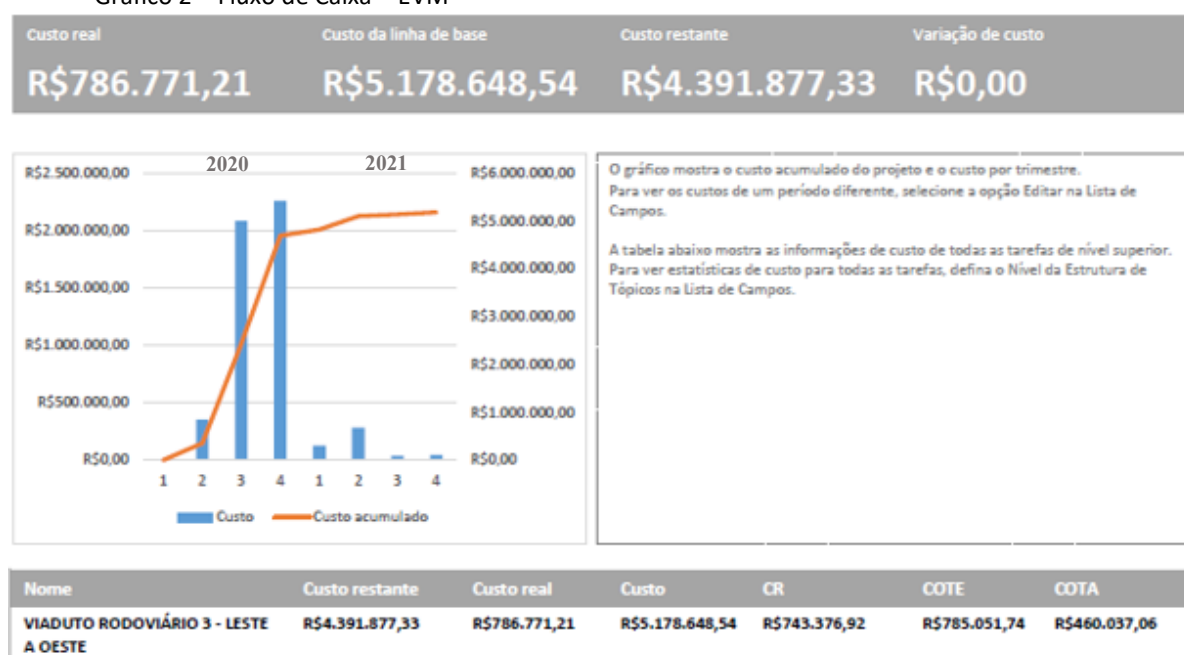 Gráfico 2 – Fluxo de Caixa – EVM
Custo real
Custo da linha de base
Custo restante
Variação de custo
R$786.771,21
R$5.178.648,54
R$4.391.877,33
R$0,00
2020
2021
R$2.500.000,00
R$2.000.000,00
R$1.500.000,00
R$1.000.000,00
R$500.000,00
R$0,00
R$6.000.000,00
R$5.000.000,00
R$4.000.000,00
R$3.000.000,00
R$2.000.000,00
R$1.000.000,00
R$0,00
1 2 3 4 1 2 3 4
Custo
Custo acumulado
O gráfico mostra o custo acumulado do projeto e o custo por trimestre.
Para ver os custos de um período diferente, selecione a opção Editar na Lista de
Campos.
A tabela abaixo mostra as informações de custo de todas as tarefas de nível superior.
Para ver estatísticas de custo para todas as tarefas, defina o Nível da Estrutura de
Tópicos na Lista de Campos.
Nome Custo restante Custo real Custo CR COTE COTA
VIADUTO RODOVIÁRIO 3 - LESTE R$4.391.877,33 R$786.771,21 R$5.178.648,54 R$743.376,92 R$785.051,74 R$460.037,06
A OESTE